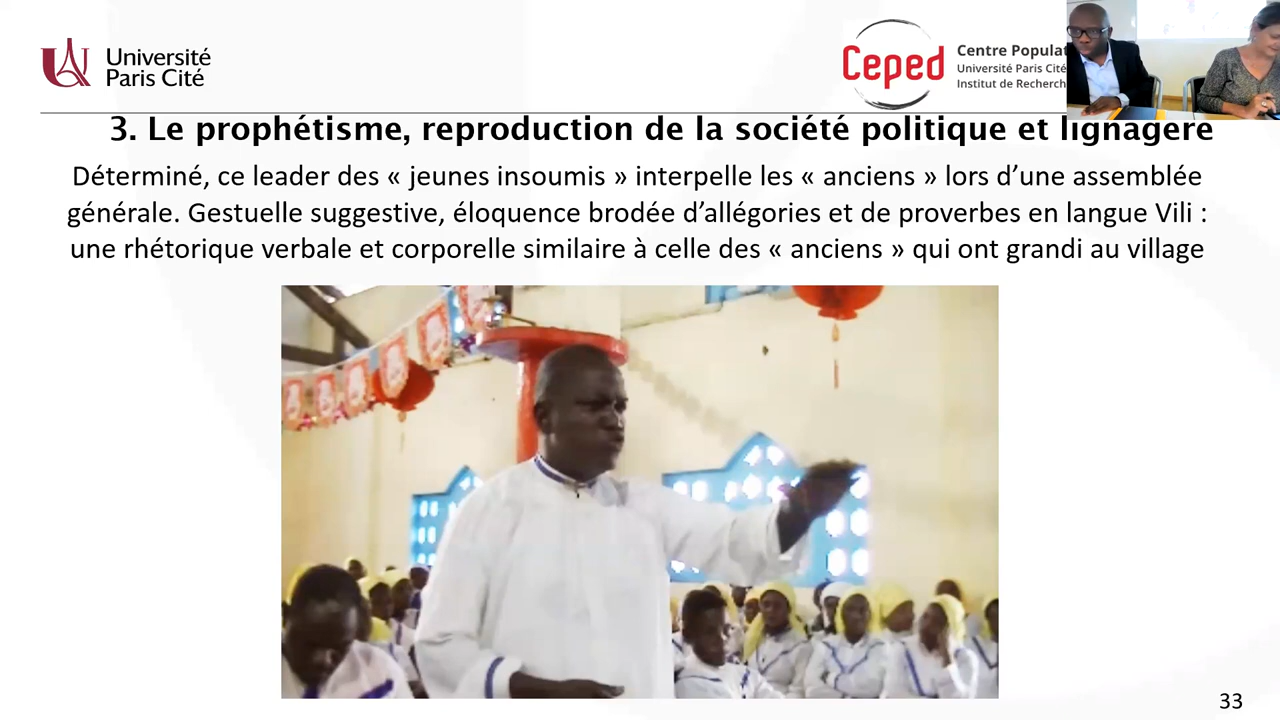 Université
Paris Cité
Ceped
Centre Populat
Université Paris Cité
Institut de Recherch
3. Le prophétisme, reproduction de la société politique et lignagère
Déterminé, ce leader des « jeunes insoumis » interpelle les « anciens » lors d’une assemblée
générale. Gestuelle suggestive, éloquence brodée d’allégories et de proverbes en langue Vili :
une rhétorique verbale et corporelle similaire à celle des « anciens » qui ont grandi au village
33